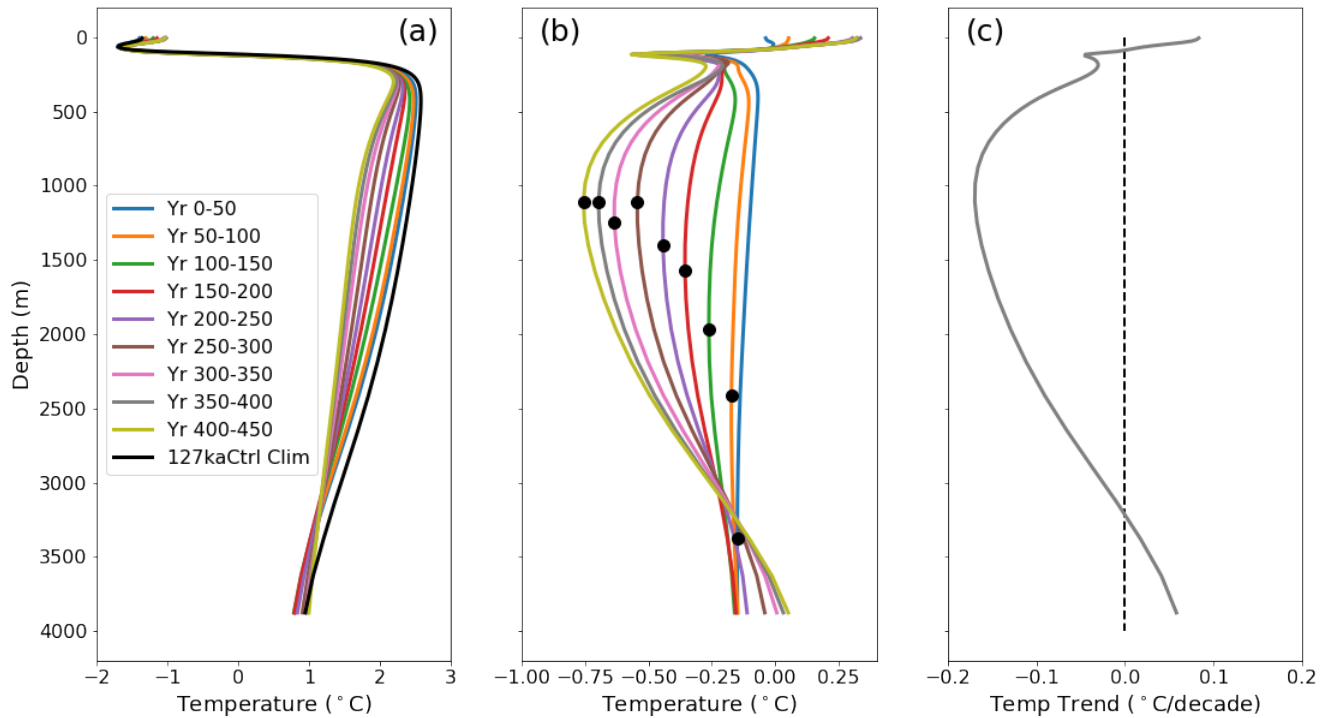 (a)
(b)
(c)
0
500
1000
1500
2000
2500
3000
3500
4000
Depth (m)
Yr 0-50
Yr 50-100
Yr 100-150
Yr 150-200
Yr 200-250
Yr 250-300
Yr 300-350
Yr 350-400
Yr 400-450
127kaCtrl Clim
−2 −1 0 1 2 3
Temperature (°C)
−1.00 −0.75 −0.50 −0.25 0.00 0.25
Temperature (°C)
−0.2 −0.1 0.0 0.1 0.2
Temp Trend (°C/decade)